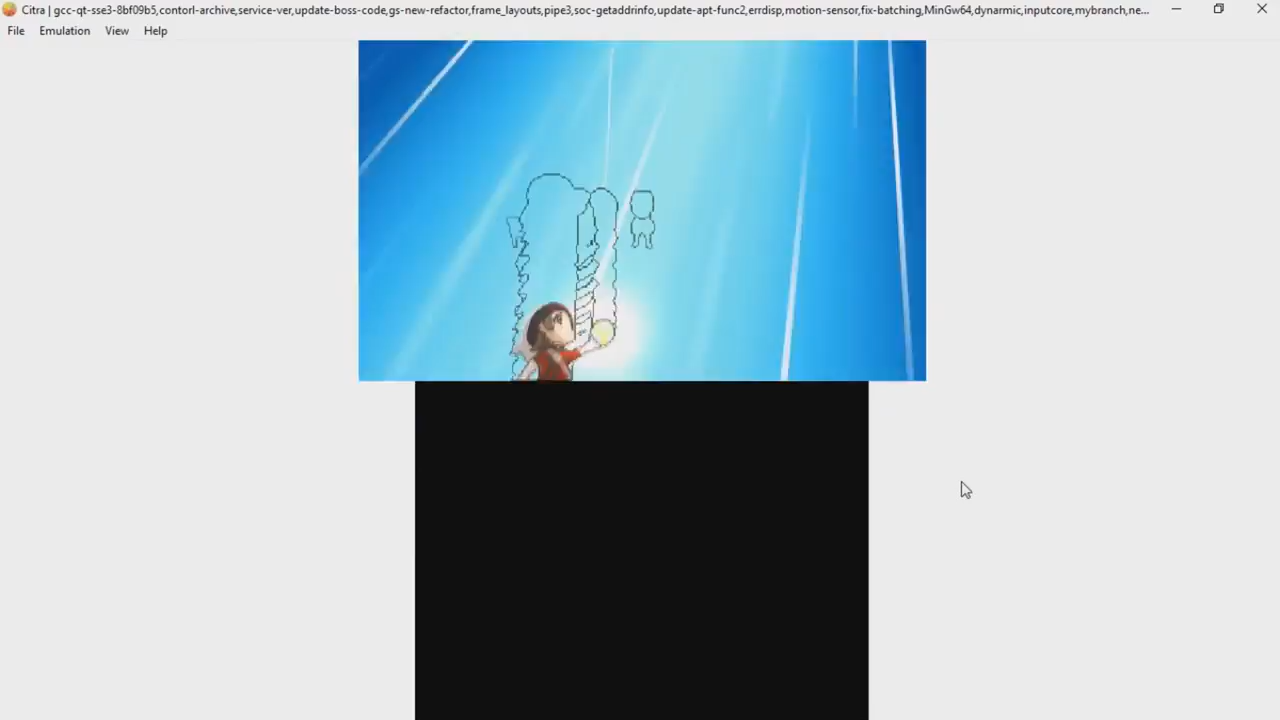 Citra | gcc-qt-sse3-8bf09b5,contorl-archive,service-ver,update-boss-code,gs-new-refactor,frame_layouts,pipe3,soc-getaddrinfo,update-apt-func2,errdisp,motion-sensor,fix-batching,MinGw64,dynarmic,inputcore,mybranch,ne...
File Emulation View Help